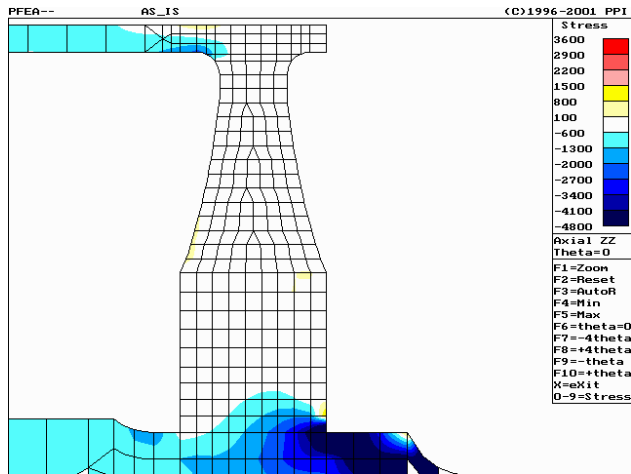 PFEA-- AS_IS (C)1996-2001 PPI
Stress
3600
2900
2200
1500
800
100
-600
-1300
-2000
-2700
-3400
-4100
-4800
Axial ZZ
Theta=0
F1=Zoom
F2=Reset
F3=AutoR
F4=Min
F5=Max
F6=theta=0
F7=-4theta
F8=+4theta
F9=-theta
F10=+theta
X=eXit
0-9=Stress